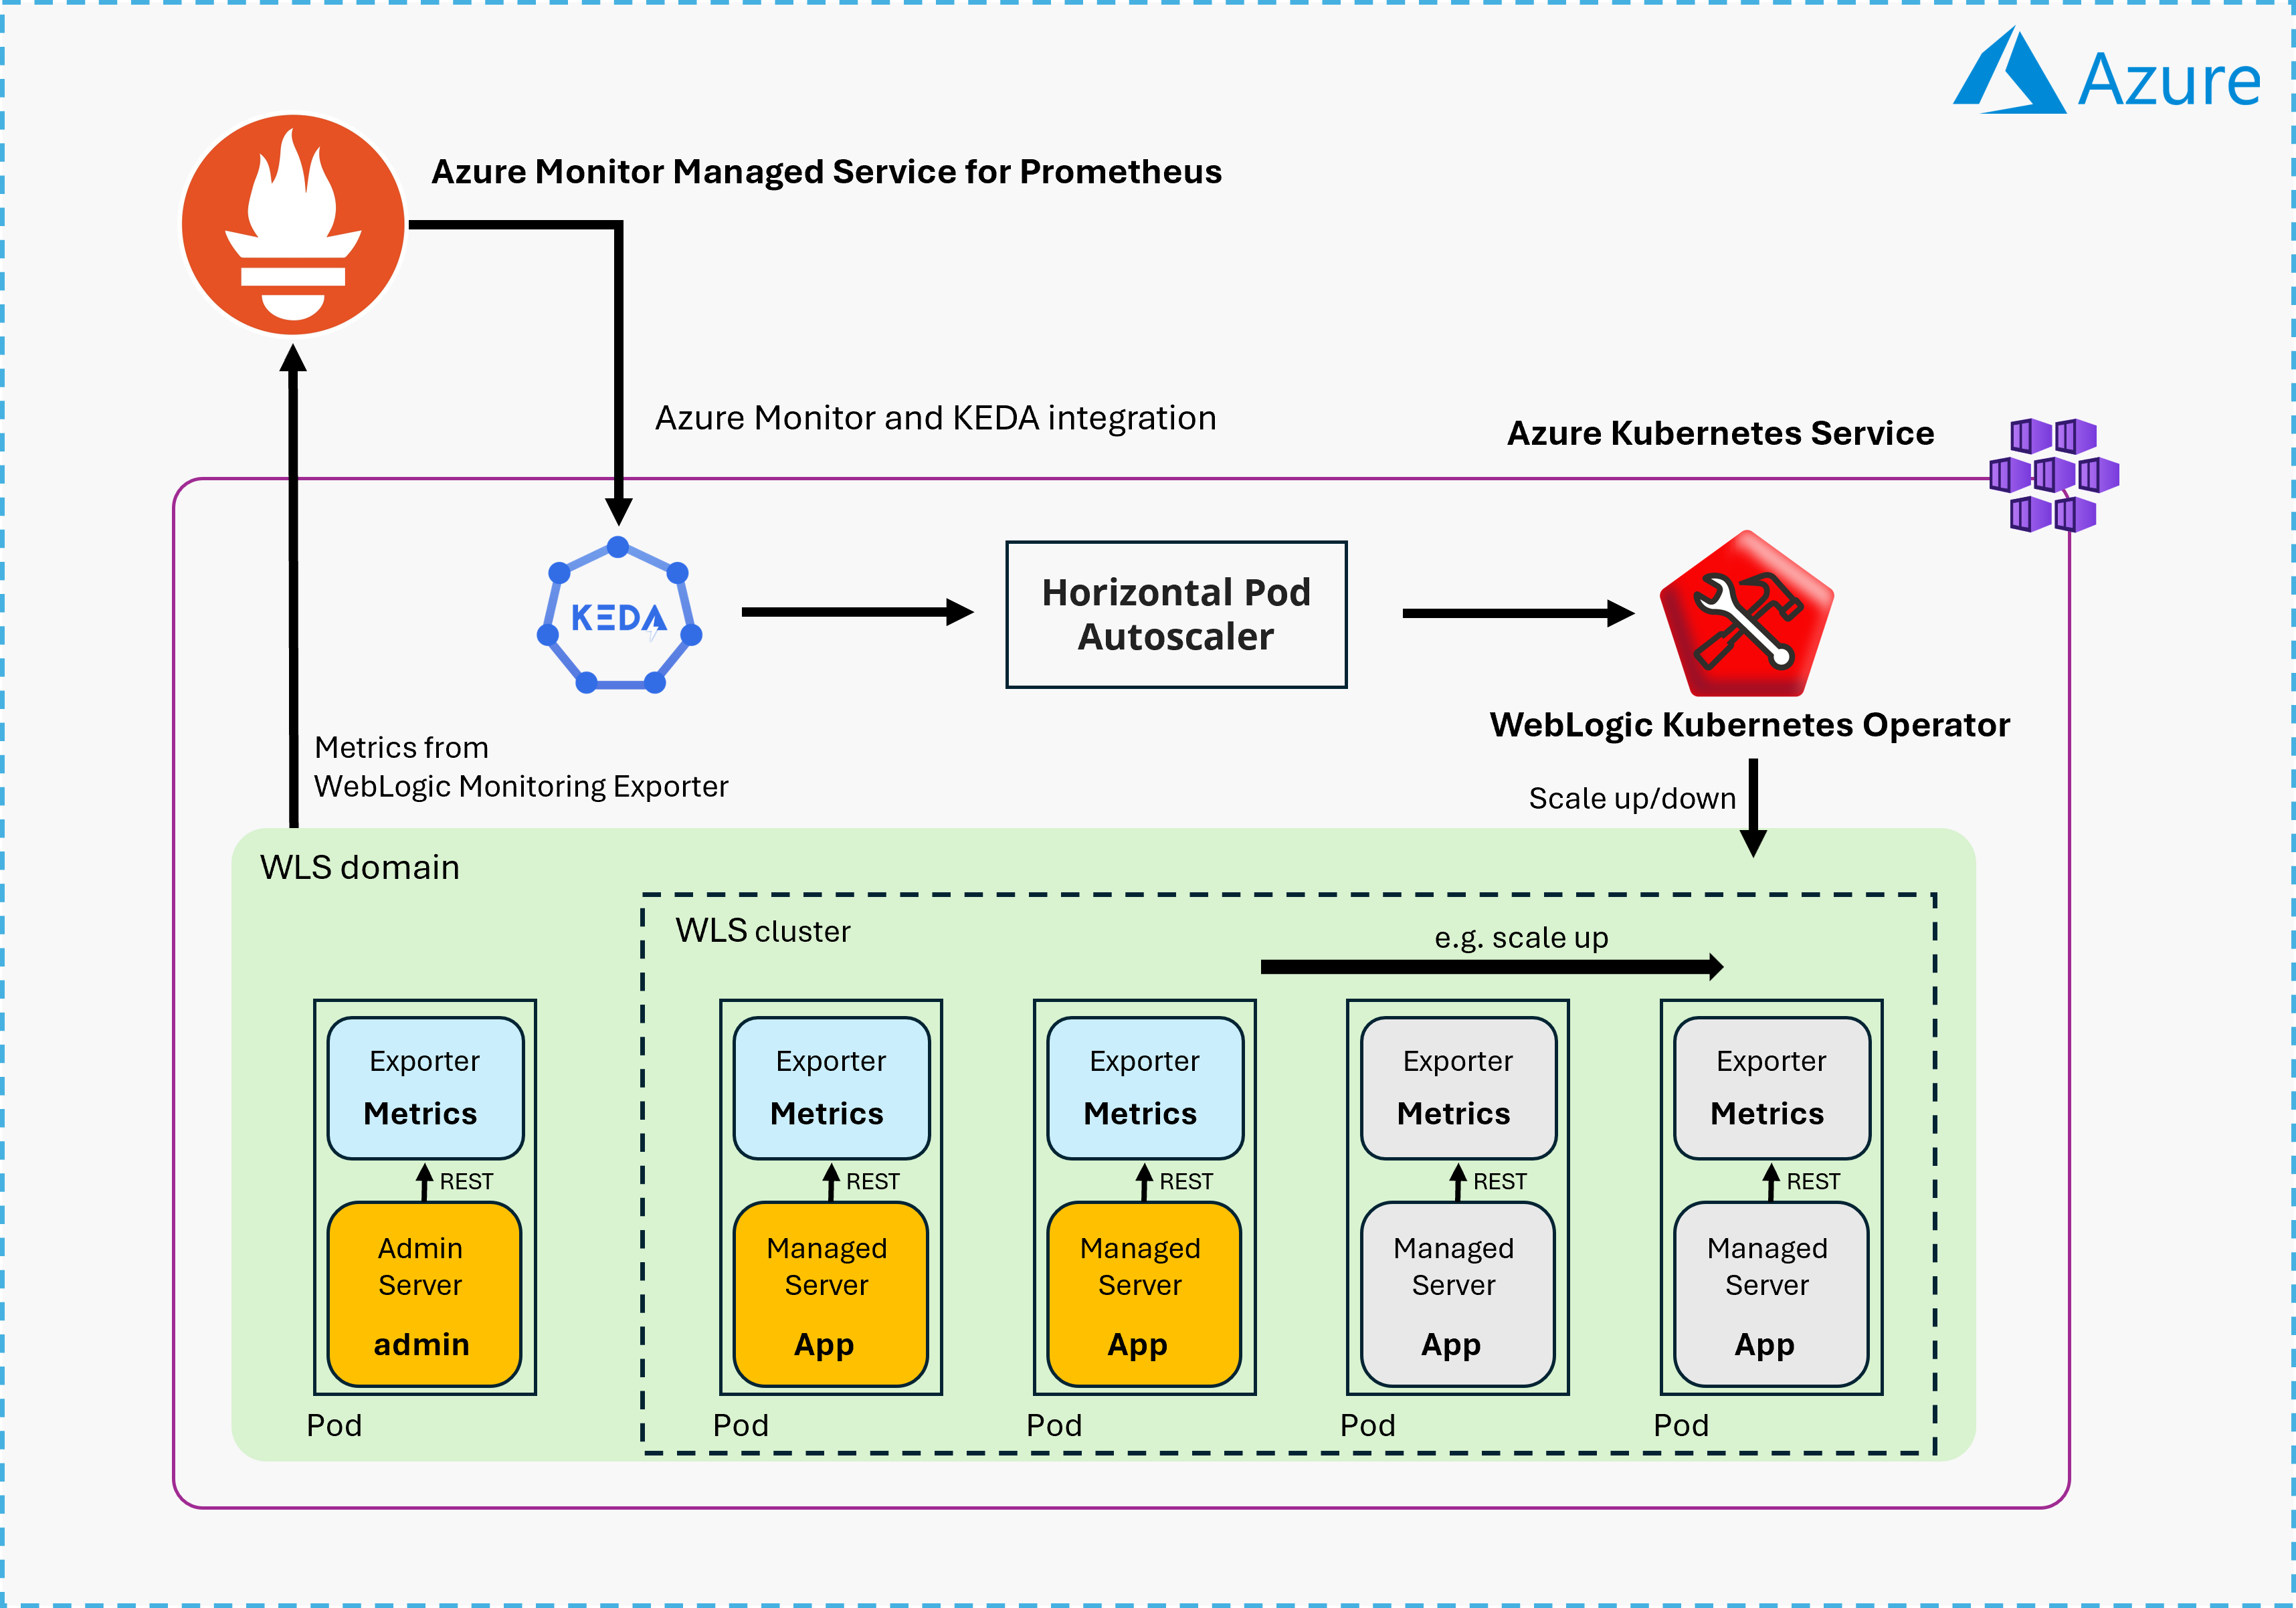 Azure
Azure Monitor Managed Service for Prometheus
Azure Monitor and KEDA integration
Azure Kubernetes Service
KEDA
Horizontal Pod
Autoscaler
WebLogic Kubernetes Operator
Metrics from
WebLogic Monitoring Exporter
Scale up/down
WLS domain
WLS cluster
e.g. scale up
Exporter
Metrics
REST
Admin
Server
admin
Pod
Exporter
Metrics
REST
Managed
Server
App
Pod
Exporter
Metrics
REST
Managed
Server
App
Pod
Exporter
Metrics
REST
Managed
Server
App
Pod
Exporter
Metrics
REST
Managed
Server
App
Pod